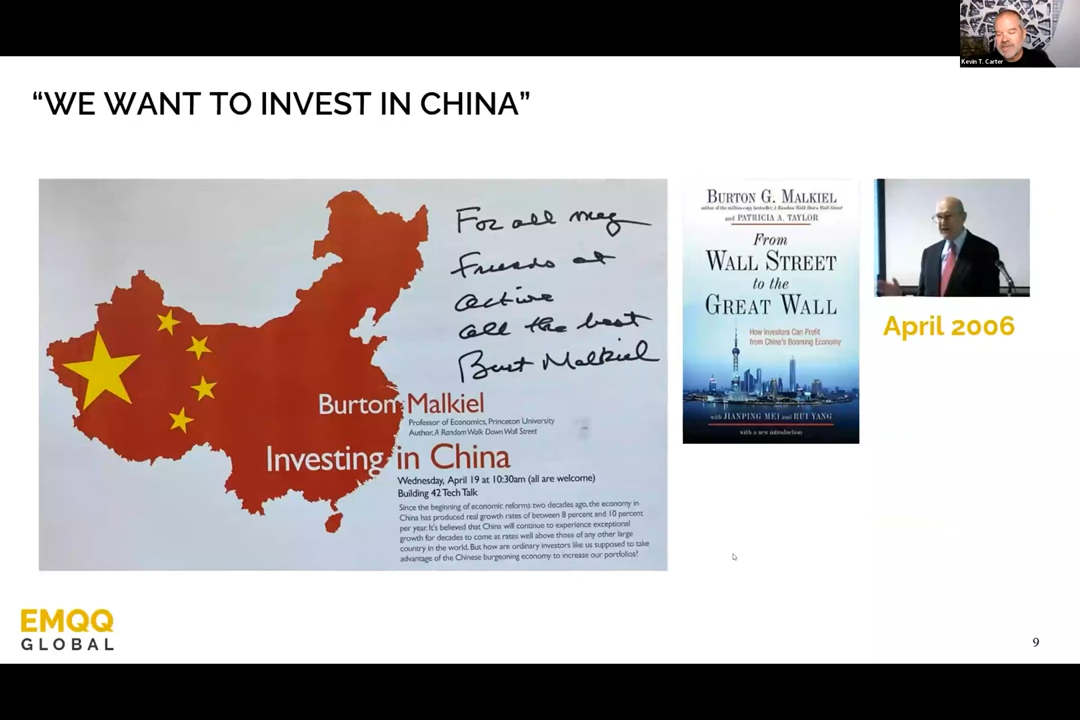 Kevin T. Carter
“WE WANT TO INVEST IN CHINA”
For all my
Friends at
active
all the best
Burt Malkiel
Burton Malkiel
Professor of Economics, Princeton University
Author, A Random Walk Down Wall Street
Investing in China
Wednesday, April 19 at 10:30am (all are welcome)
Building 42 Tech Talk
Since the beginning of economic reforms two decades ago, the economy in
China has produced real growth rates of between 8 percent and 10 percent
per year. It's believed that China will continue to experience exceptional
growth for decades to come at rates well above those of any other large
country in the world. But how are ordinary investors like us supposed to take
advantage of the Chinese burgeoning economy to increase our portfolios?
BURTON G. MALKIEL
author of the million-copy bestseller A Random Walk Down Wall Street
and PATRICIA A. TAYLOR
From
WALL STREET
to the
GREAT WALL
How Investors Can Profit
from China's Booming Economy
with JIANPING MEI and RUI YANG
with a new introduction
April 2006
EMQQ
GLOBAL
9